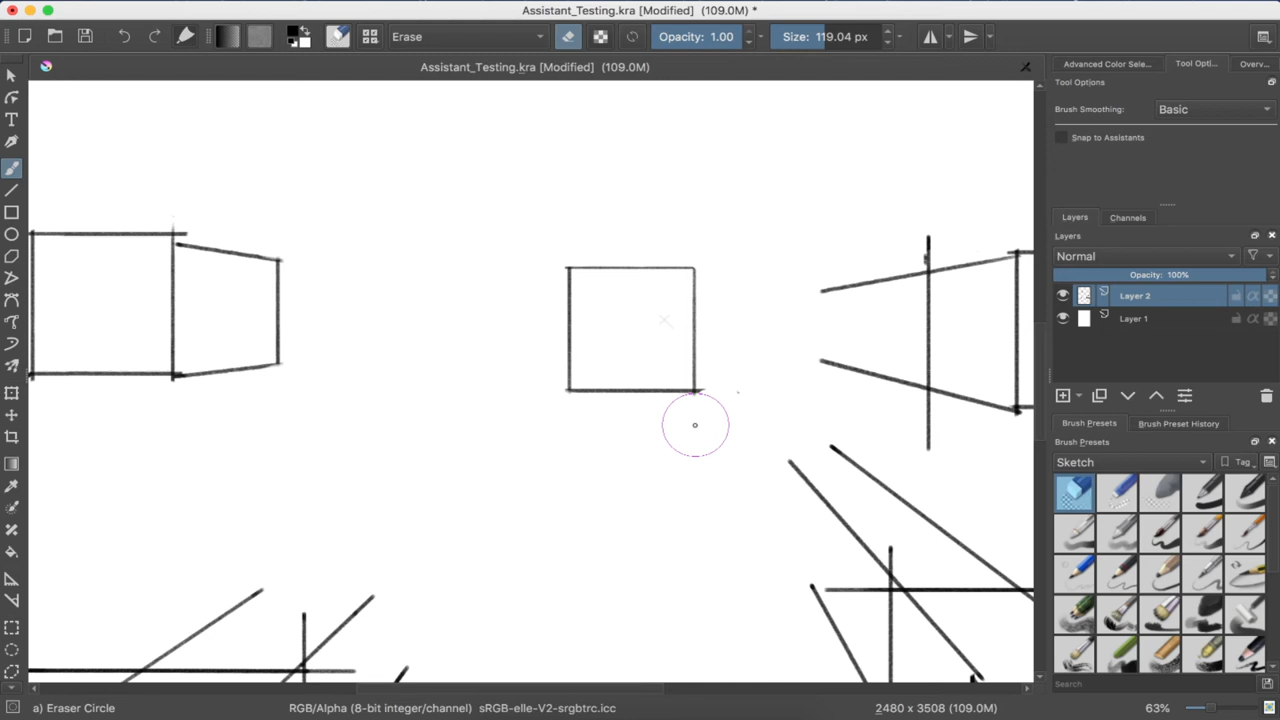 Assistant_Testing.kra [Modified] (109.0M) *
Erase
Opacity: 1.00
Size: 119.04 px
Assistant_Testing.kra [Modified] (109.0M)
Advanced Color Sele...
Tool Opti...
Overv...
Tool Options
Brush Smoothing:
Basic
Snap to Assistants
Layers
Channels
Layers
Normal
Opacity: 100%
Layer 2
Layer 1
Brush Presets
Brush Preset History
Brush Presets
Sketch
Tag
Search
a) Eraser Circle
RGB/Alpha (8-bit integer/channel) sRGB-elle-V2-srgbtrc.icc
2480 x 3508 (109.0M)
63%